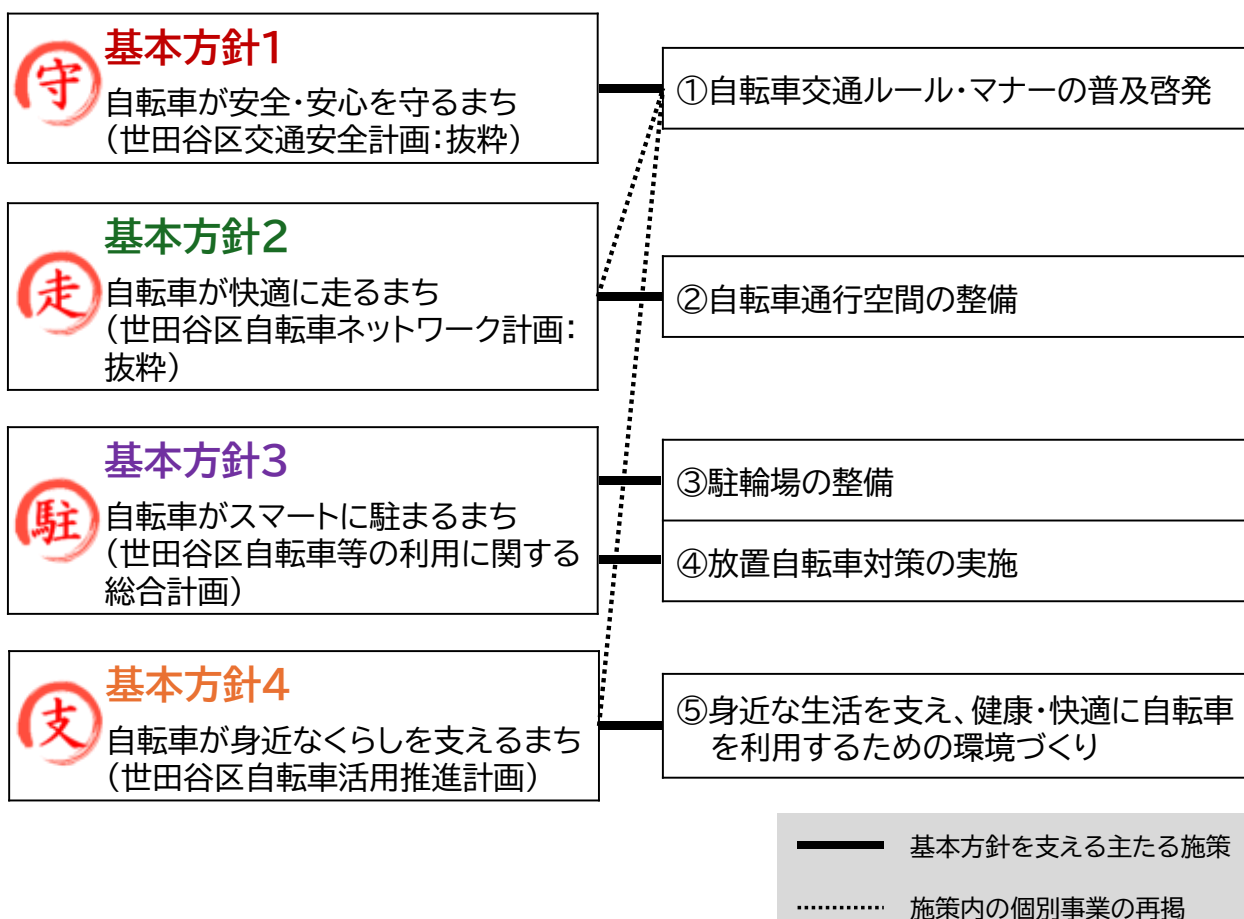 守
基本方針1
自転車が安全・安心を守るまち
(世田谷区交通安全計画：抜粋)
①自転車交通ルール・マナーの普及啓発
走
基本方針2
自転車が快適に走るまち
(世田谷区自転車ネットワーク計画：
抜粋)
②自転車通行空間の整備
駐
基本方針3
自転車がスマートに駐まるまち
(世田谷区自転車等の利用に関する
総合計画)
③駐輪場の整備
④放置自転車対策の実施
支
基本方針4
自転車が身近なくらしを支えるまち
(世田谷区自転車活用推進計画)
⑤身近な生活を支え、健康・快適に自転車
を利用するための環境づくり
基本方針を支える主たる施策
施策内の個別事業の再掲